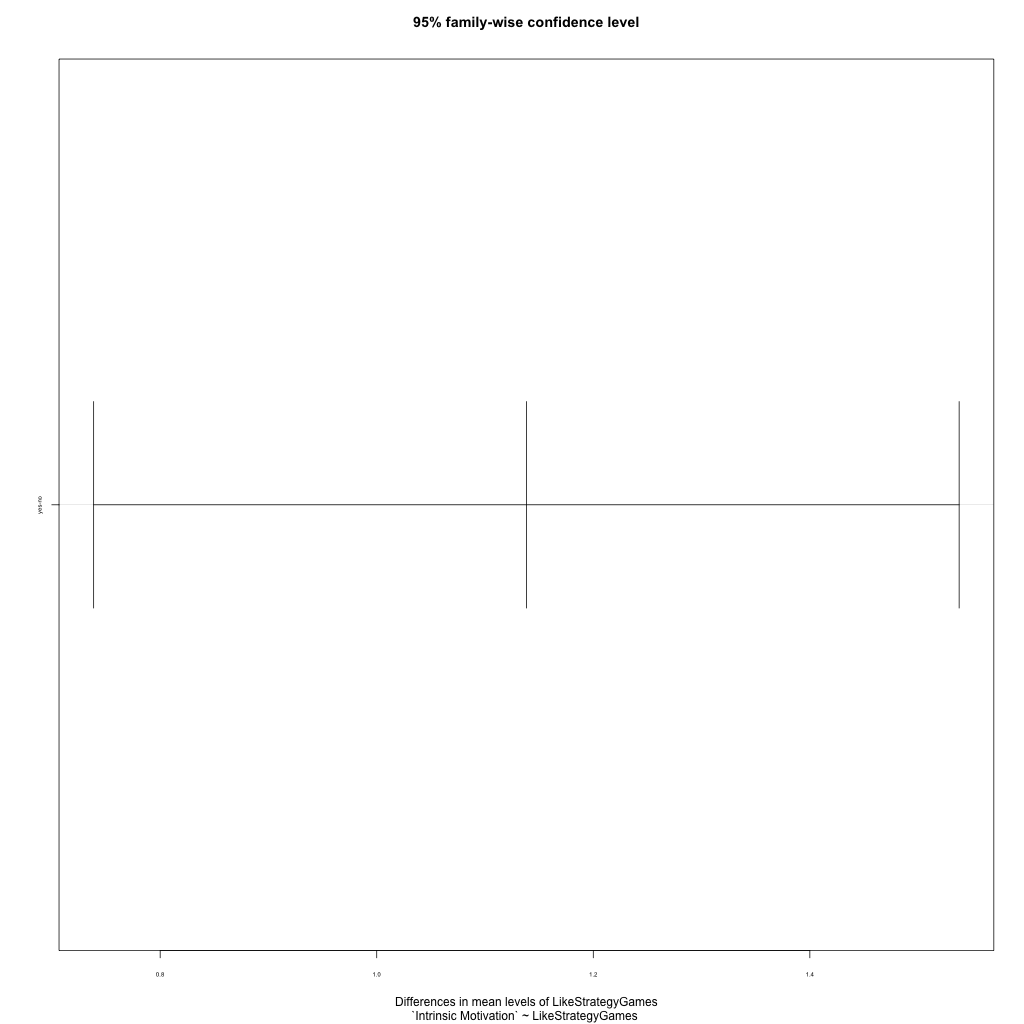 95% family-wise confidence level
yes-no
0.8
1.0
1.2
1.4
Differences in mean levels of LikeStrategyGames
`Intrinsic Motivation` ~ LikeStrategyGames